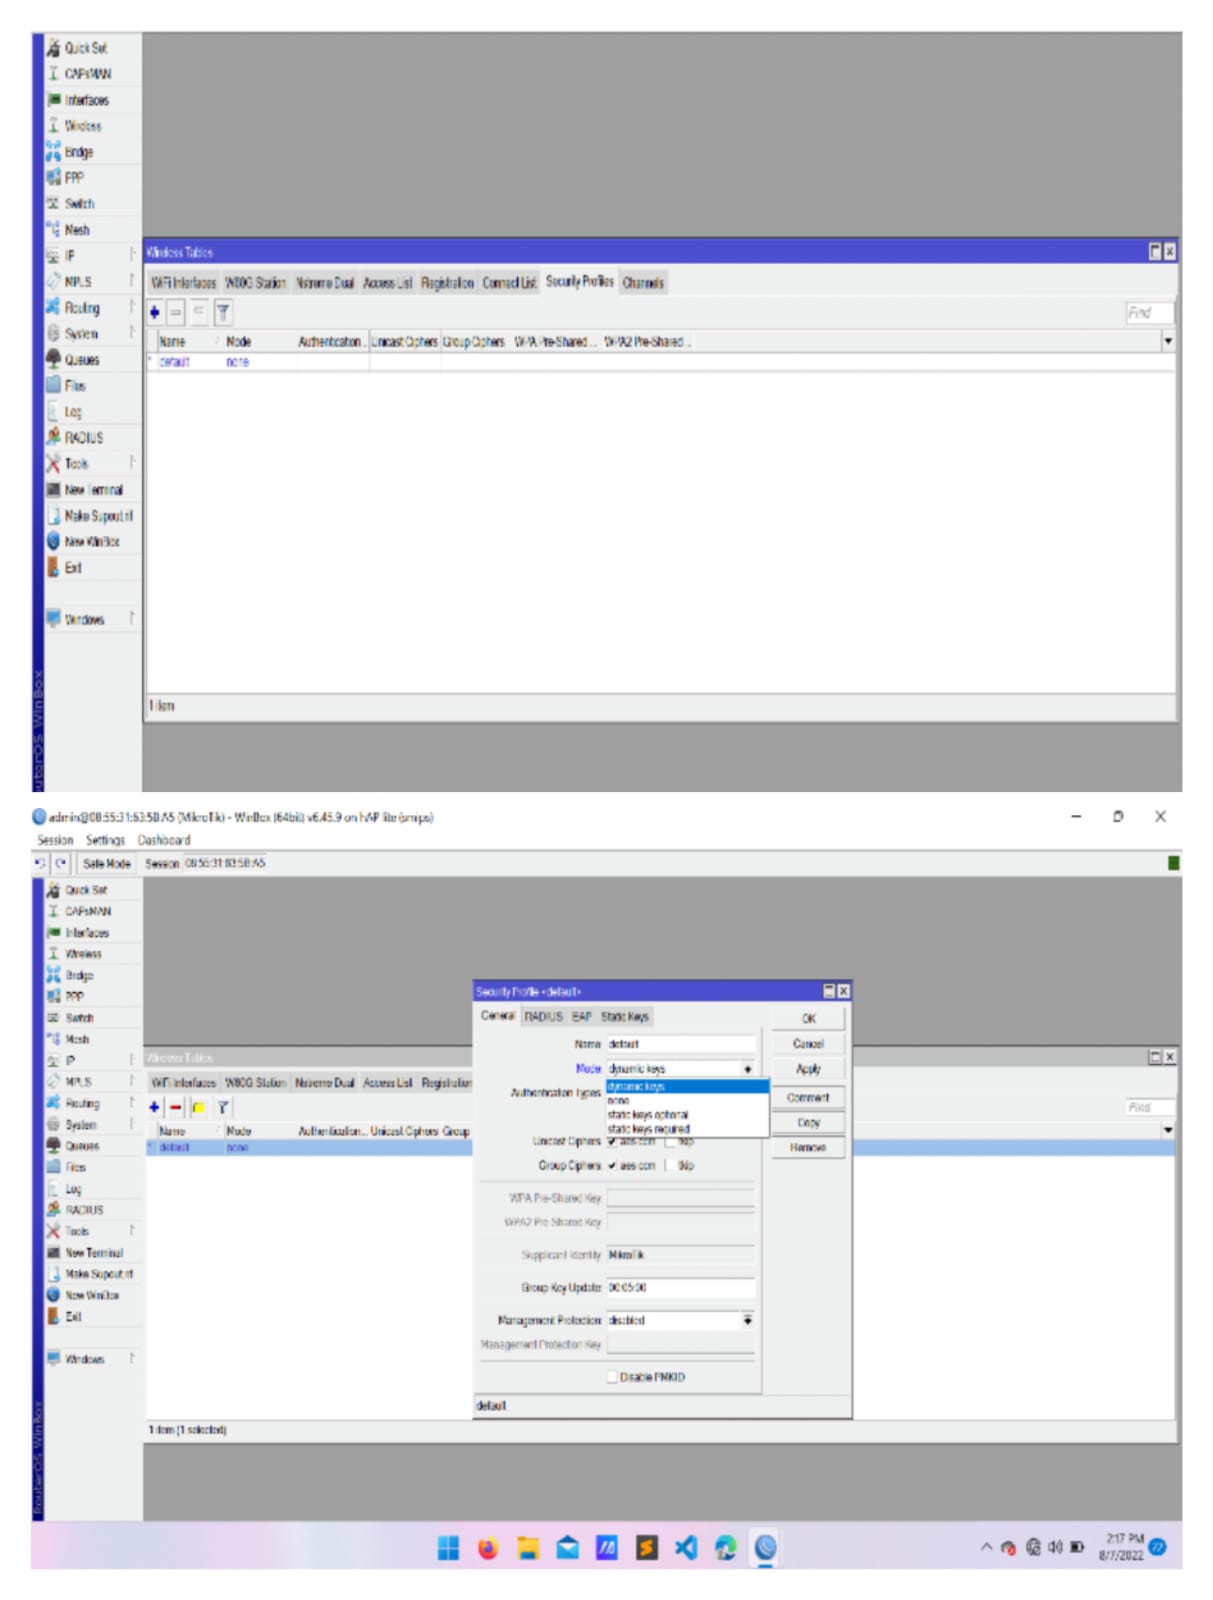 Quick Set
CAPsMAN
Interfaces
Wireless
Bridge
PPP
Switch
Mesh
IP
MPLS
Routing
System
Queues
Files
Log
RADIUS
Tools
New Terminal
Make Supout.rif
New WinBox
Exit
Windows
Wireless Tables
WiFi Interfaces W60G Station Nstreme Dual Access List Registration Connect List Security Profiles Channels
Find
Name Mode Authentication... Unicast Ciphers Group Ciphers WPA Pre-Shared ... WPA2 Pre-Shared ...
* default none
1 item
uterOS WinBox
admin@08:55:31:63:5B:A5 (MikroTik) - WinBox (64bit) v6.45.9 on hAP lite (smips)
Session Settings Dashboard
Safe Mode Session: 08:55:31:63:5B:A5
Quick Set
CAPsMAN
Interfaces
Wireless
Bridge
PPP
Switch
Mesh
IP
MPLS
Routing
System
Queues
Files
Log
RADIUS
Tools
New Terminal
Make Supout.rif
New WinBox
Exit
Windows
RouterOS WinBox
Wireless Tables
WiFi Interfaces W60G Station Nstreme Dual Access List Registration
Find
Name Mode Authentication... Unicast Ciphers Group
* default none
1 item (1 selected)
Security Profile <default>
General RADIUS EAP Static Keys
Name: default
Mode: dynamic keys
dynamic keys
none
static keys optional
static keys required
Authentication Types:
Unicast Ciphers: aes ccm tkip
Group Ciphers: aes ccm tkip
WPA Pre-Shared Key:
WPA2 Pre-Shared Key:
Supplicant Identity: MikroTik
Group Key Update: 00:05:00
Management Protection: disabled
Management Protection Key:
Disable PMKID
default
OK
Cancel
Apply
Comment
Copy
Remove
2:17 PM
8/7/2022